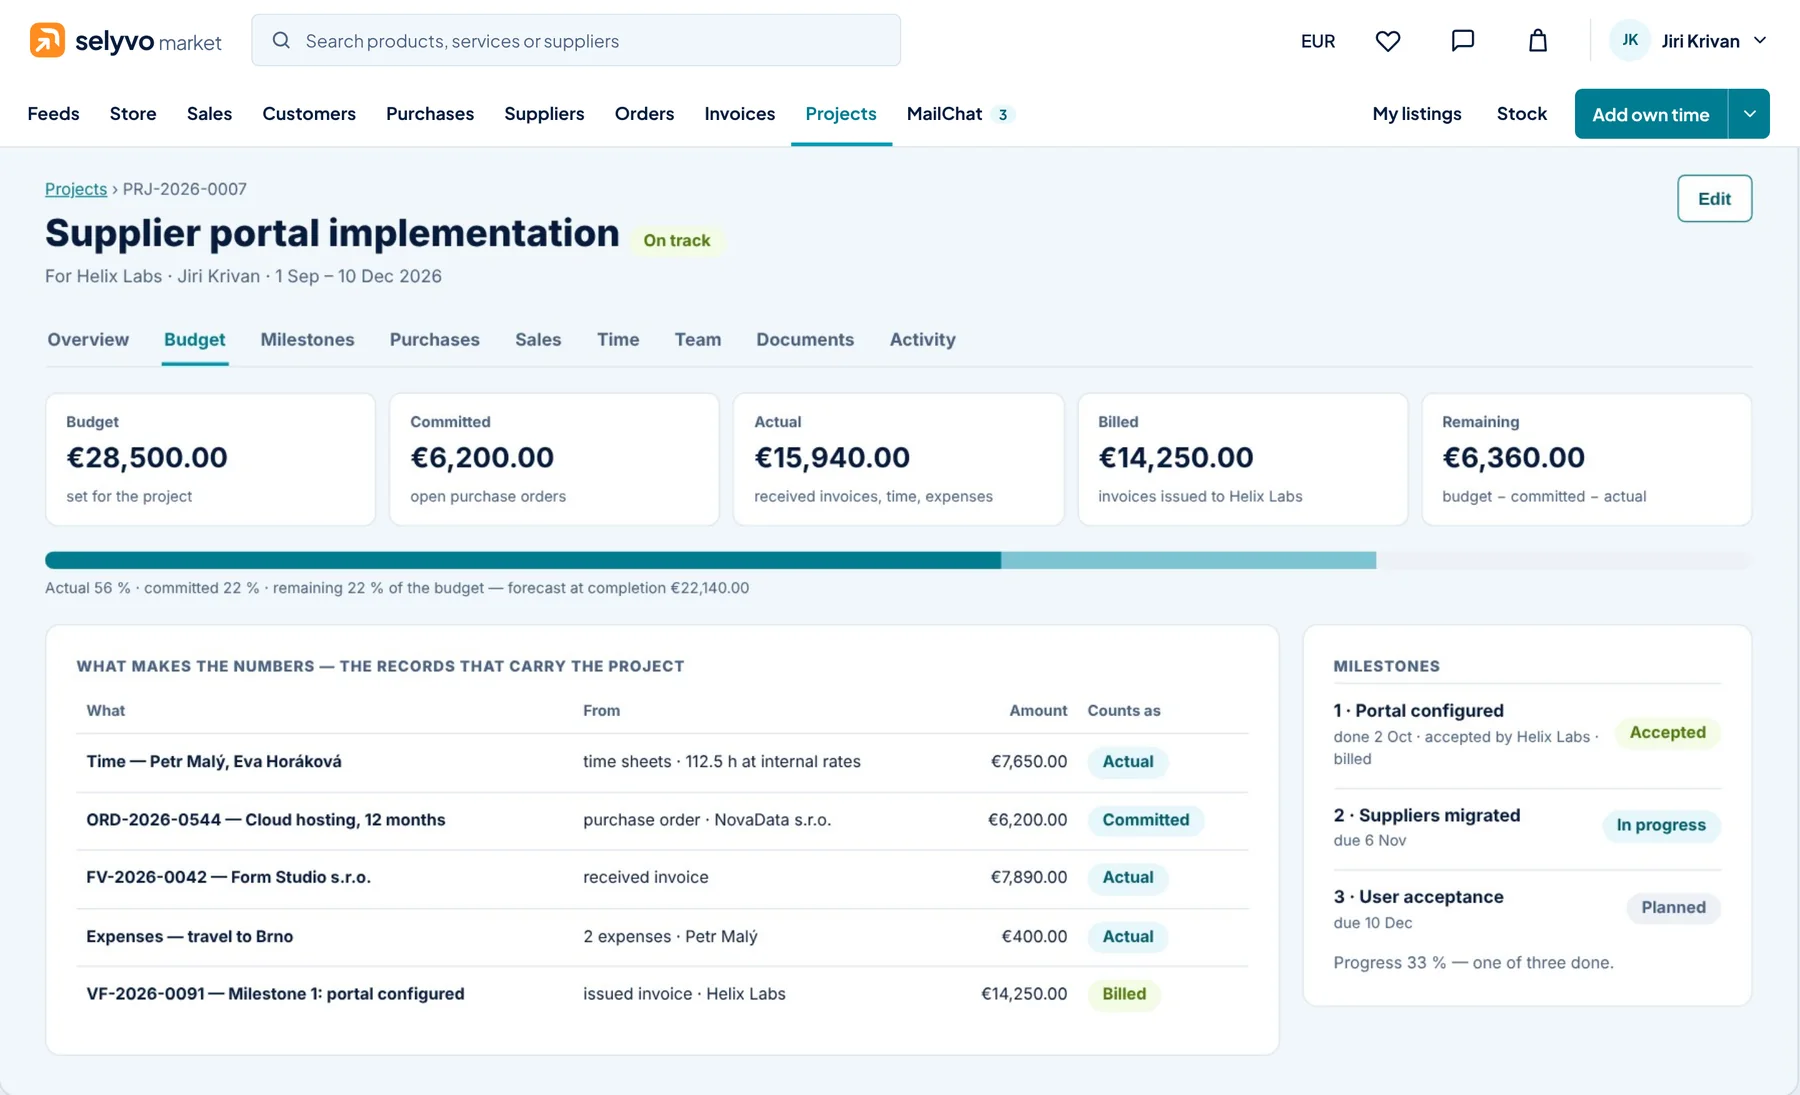 selyvo market
Search products, services or suppliers
EUR
JK
Jiri Krivan
Feeds
Store
Sales
Customers
Purchases
Suppliers
Orders
Invoices
Projects
MailChat 3
My listings
Stock
Add own time
Projects › PRJ-2026-0007
Edit
Supplier portal implementation
On track
For Helix Labs · Jiri Krivan · 1 Sep – 10 Dec 2026
Overview
Budget
Milestones
Purchases
Sales
Time
Team
Documents
Activity
Budget
€28,500.00
set for the project
Committed
€6,200.00
open purchase orders
Actual
€15,940.00
received invoices, time, expenses
Billed
€14,250.00
invoices issued to Helix Labs
Remaining
€6,360.00
budget – committed – actual
Actual 56 % · committed 22 % · remaining 22 % of the budget — forecast at completion €22,140.00
WHAT MAKES THE NUMBERS — THE RECORDS THAT CARRY THE PROJECT
What From Amount Counts as
Time — Petr Malý, Eva Horáková time sheets · 112.5 h at internal rates €7,650.00 Actual
ORD-2026-0544 — Cloud hosting, 12 months purchase order · NovaData s.r.o. €6,200.00 Committed
FV-2026-0042 — Form Studio s.r.o. received invoice €7,890.00 Actual
Expenses — travel to Brno 2 expenses · Petr Malý €400.00 Actual
VF-2026-0091 — Milestone 1: portal configured issued invoice · Helix Labs €14,250.00 Billed
MILESTONES
1 · Portal configured
done 2 Oct · accepted by Helix Labs ·
billed
Accepted
2 · Suppliers migrated
due 6 Nov
In progress
3 · User acceptance
due 10 Dec
Planned
Progress 33 % — one of three done.